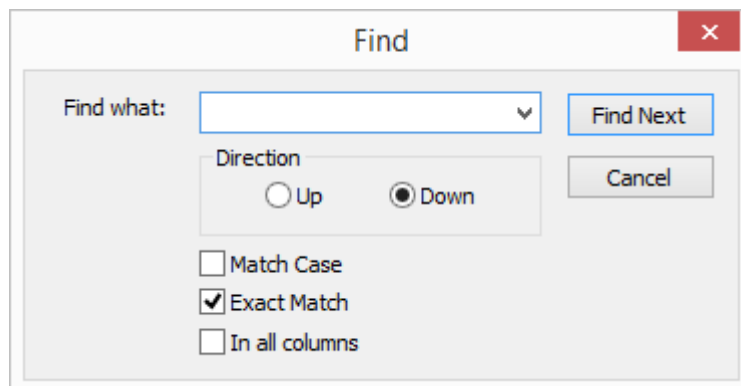 Find
Find what:
Find Next
Direction
Up Down
Cancel
Match Case
Exact Match
In all columns